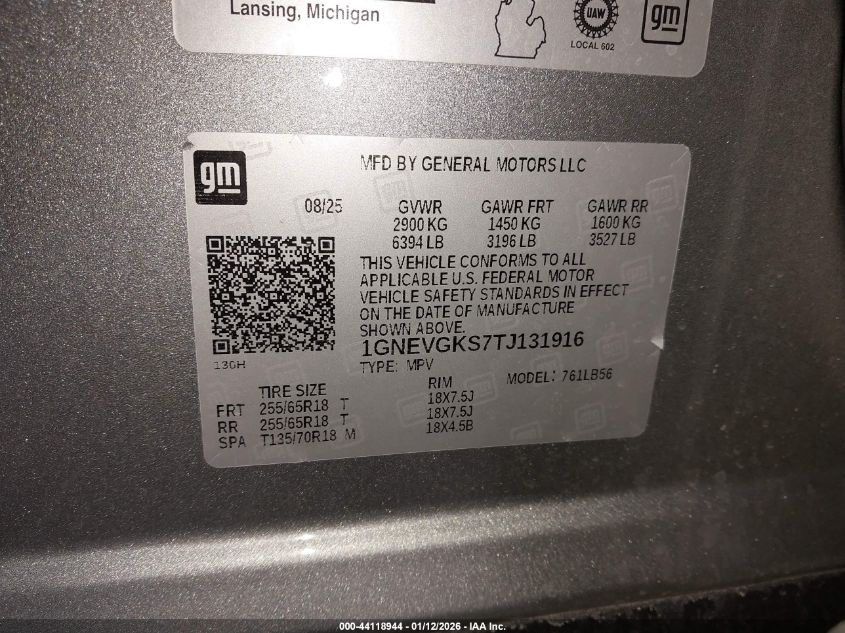 Lansing, Michigan
UAW
LOCAL 602
gm
gm
MFD BY GENERAL MOTORS LLC
08/25 GVWR GAWR FRT GAWR RR
2900 KG 1450 KG 1600 KG
6394 LB 3196 LB 3527 LB
THIS VEHICLE CONFORMS TO ALL
APPLICABLE U.S. FEDERAL MOTOR
VEHICLE SAFETY STANDARDS IN EFFECT
ON THE DATE OF MANUFACTURE
SHOWN ABOVE.
1GNEVGKS7TJ131916
130H
TYPE: MPV MODEL: 761LB56
TIRE SIZE RIM
FRT 255/65R18 T 18X7.5J
RR 255/65R18 T 18X7.5J
SPA T135/70R18 M 18X4.5B
000-44118944 - 01/12/2026 - IAA Inc.